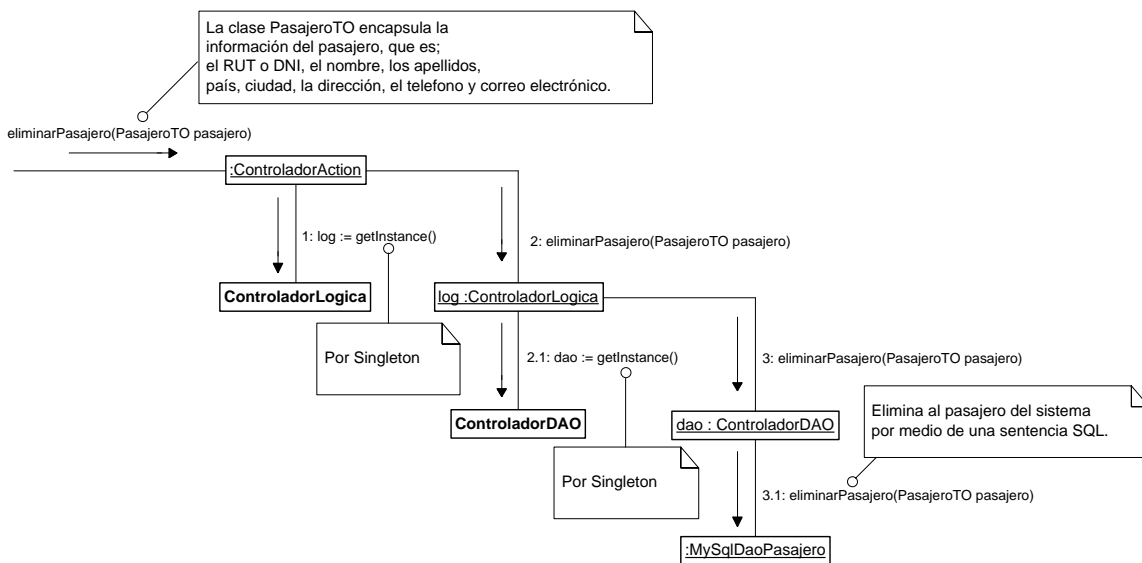 La clase PasajeroTO encapsula la
información del pasajero, que es;
el RUT o DNI, el nombre, los apellidos,
país, ciudad, la dirección, el telefono y correo electrónico.
eliminarPasajero(PasajeroTO pasajero)
:ControladorAction
1: log := getInstance()
2: eliminarPasajero(PasajeroTO pasajero)
ControladorLogica
log :ControladorLogica
Por Singleton
2.1: dao := getInstance()
3: eliminarPasajero(PasajeroTO pasajero)
ControladorDAO
dao : ControladorDAO
Elimina al pasajero del sistema
por medio de una sentencia SQL.
Por Singleton
3.1: eliminarPasajero(PasajeroTO pasajero)
:MySqlDaoPasajero